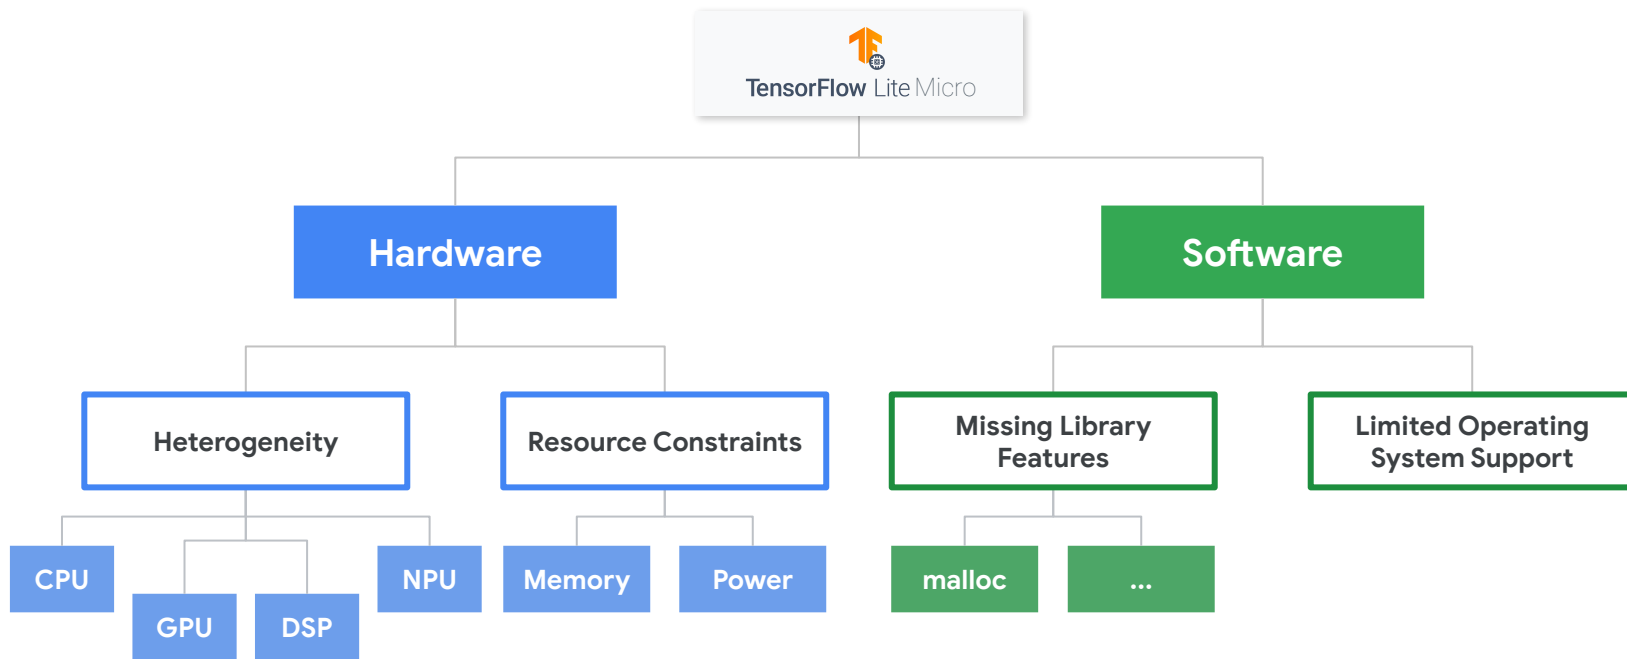 TensorFlow Lite Micro
Hardware
Software
Heterogeneity
Resource Constraints
Missing Library
Features
Limited Operating
System Support
CPU
GPU
DSP
NPU
Memory
Power
malloc
...